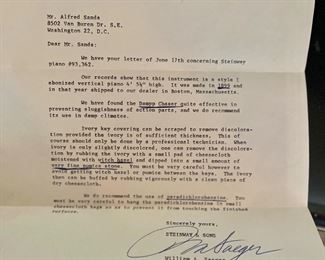 Mr. Alfred Sanda
8502 Van Buren Dr. S.E.
Washington 22, D.C.
Dear Mr. Sanda:
We have your letter of June 17th concerning Steinway
piano #93,362.
Our records show that this instrument is a style I
ebonized vertical piano 4' 5½" high. It was made in 1899 and
in that year shipped to our dealer in Boston, Massachusetts.
We have found the Dampp Chaser quite effective in
preventing sluggishness of action parts, and we do recommend
its use in damp climates.
Ivory key covering can be scraped to remove discolora-
tion provided the ivory is of sufficient thickness. This of
course should only be done by a professional technician. When
ivory is only slightly discolored, one can remove the discolora-
tion by rubbing the ivory with a small pad of cheesecloth
moistened with witch hazel and dipped into a small amount of
very fine pumice stone. You must be very careful however to
avoid getting witch hazel or pumice between the keys. The ivory
then can be buffed by rubbing vigorously with a clean piece of
dry cheesecloth.
We do recommend the use of paradichlorobenzine. You
must be very careful to hang the paradichlorobenzine in small
cheesecloth bags so as to prevent it from touching the finished
surfaces.
Sincerely yours,
STEINWAY & SONS
William